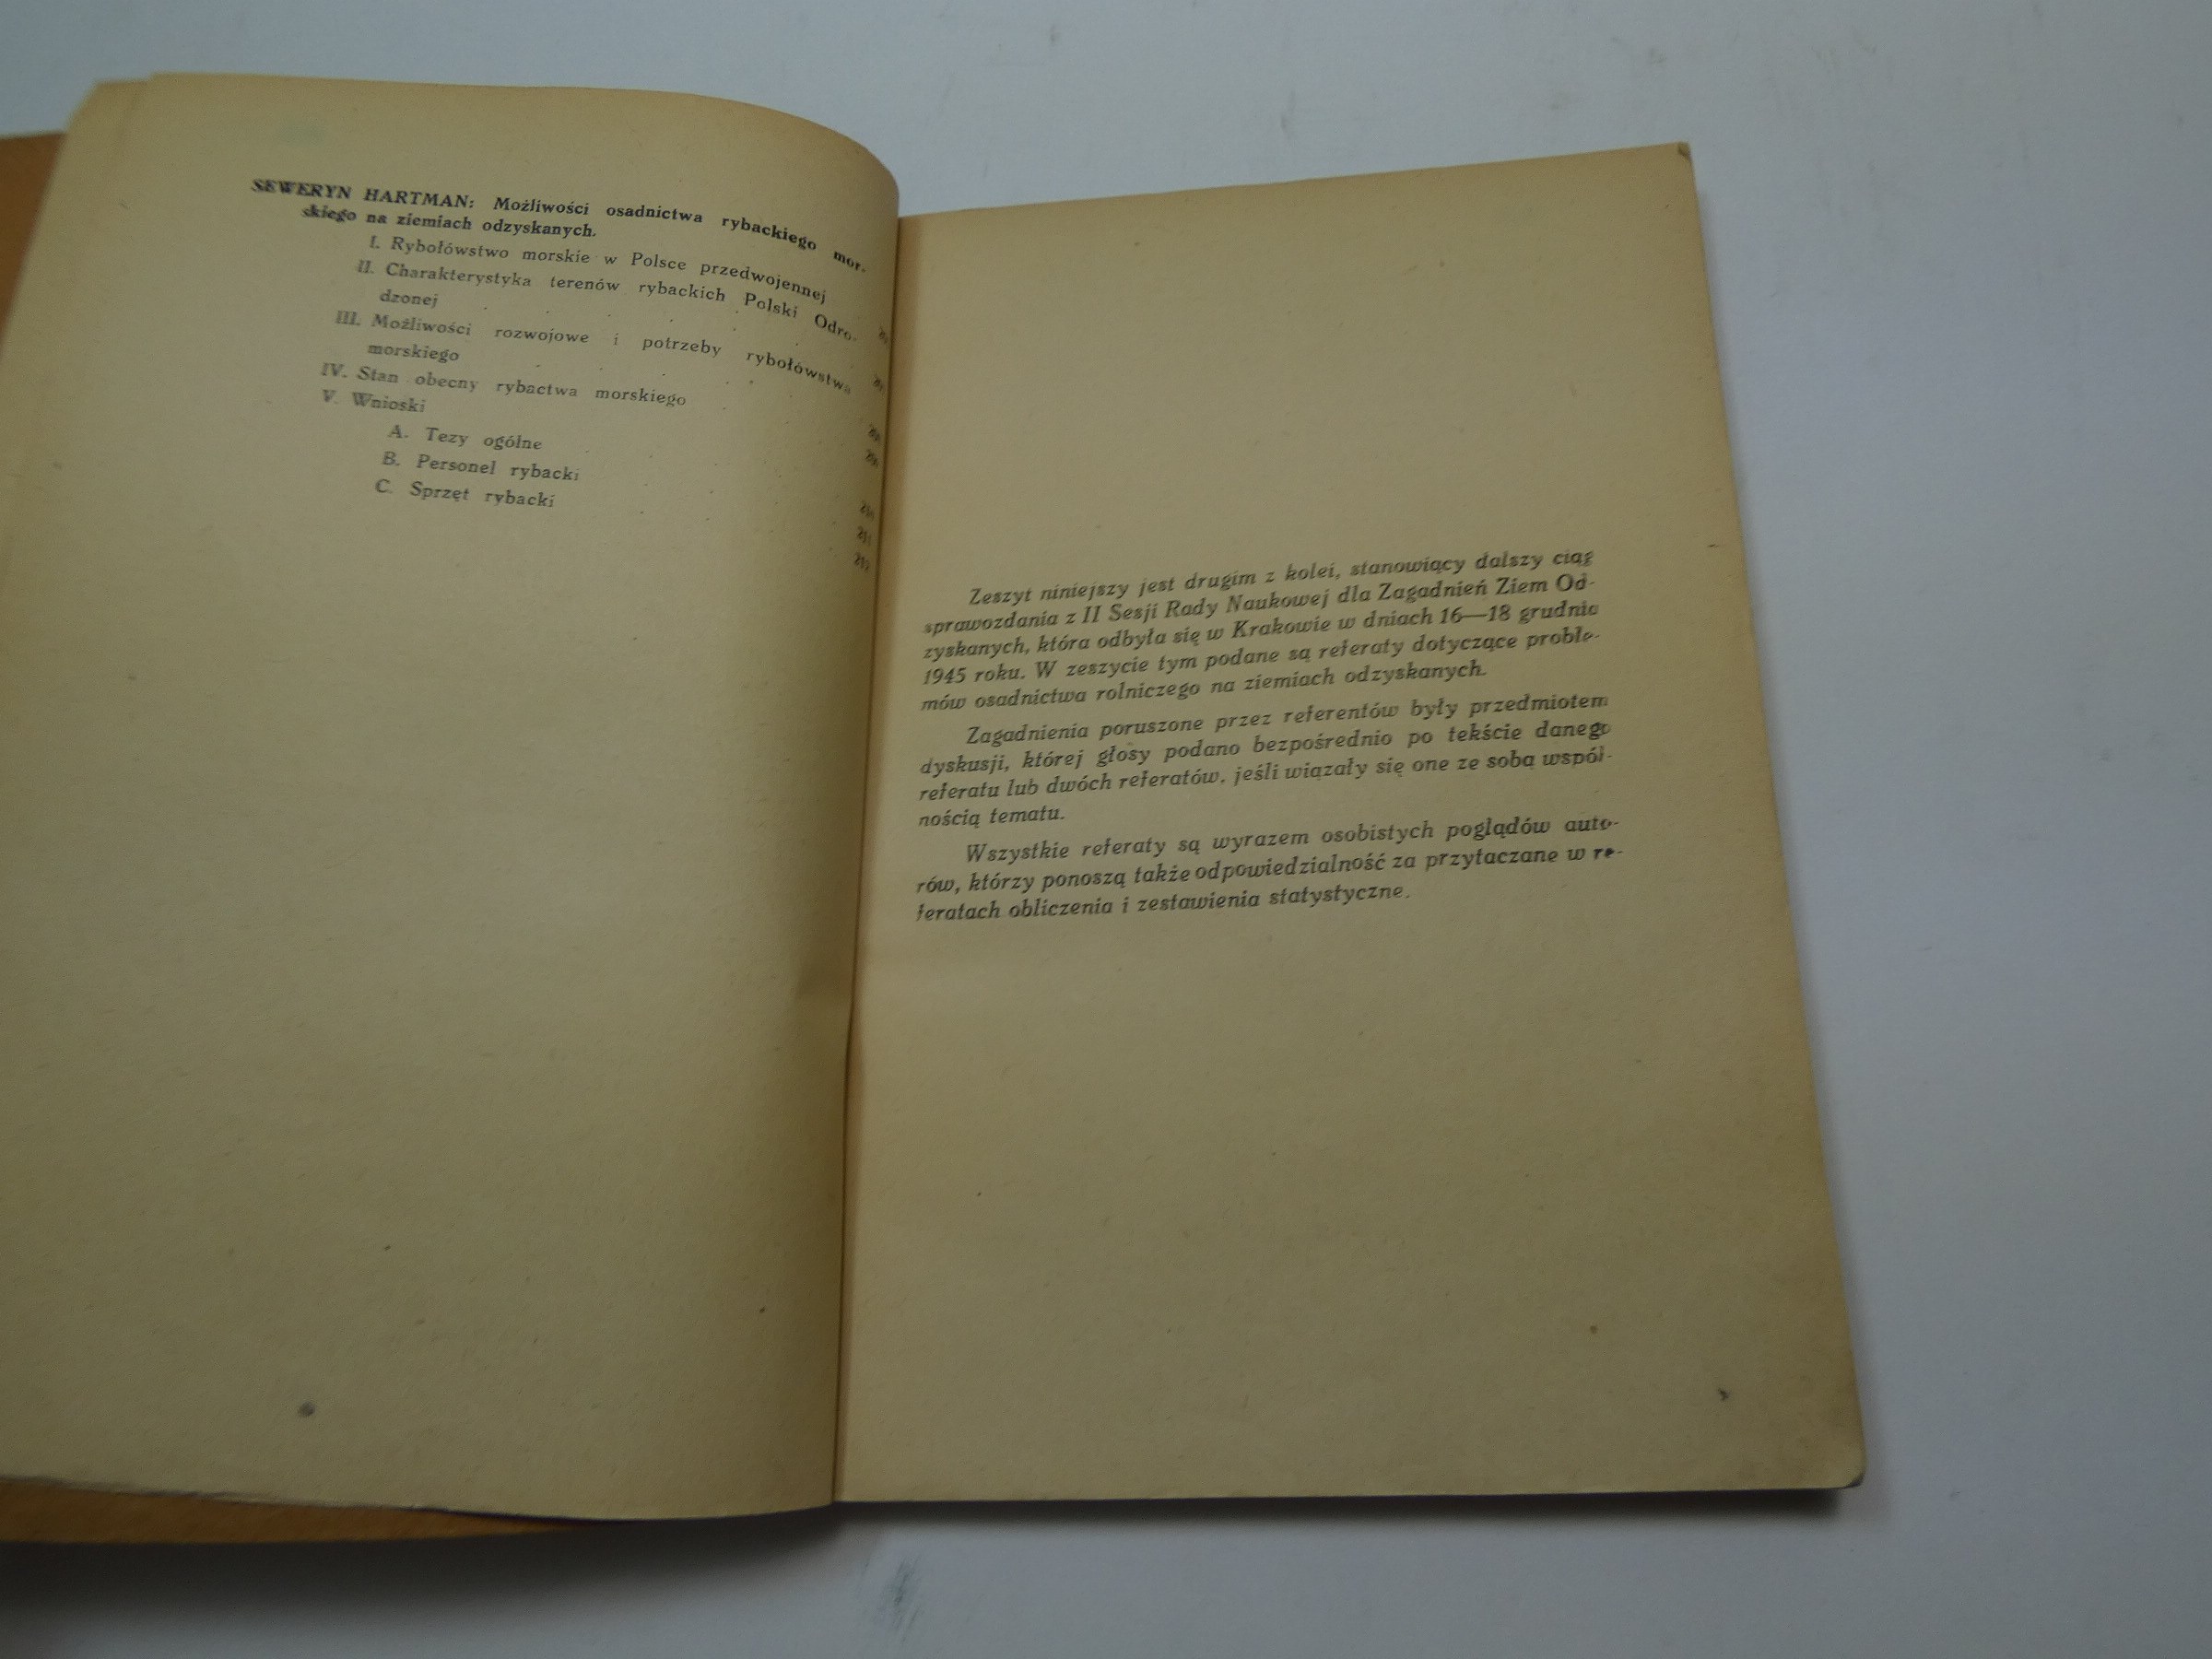 SEWERYN HARTMAN: Możliwości osadnictwa rybackiego mor-
skiego na ziemiach odzyskanych.
I. Rybołówstwo morskie w Polsce przedwojennej
II. Charakterystyka terenów rybackich Polski Odro-
dzonej
III. Możliwości rozwojowe i potrzeby rybołówstwa
morskiego
IV. Stan obecny rybactwa morskiego
V. Wnioski
A. Tezy ogólne
B. Personel rybacki 211
C. Sprzęt rybacki
Zeszyt niniejszy jest drugim z kolei, stanowiący dalszy ciąg
sprawozdania z II Sesji Rady Naukowej dla Zagadnień Ziem Od-
zyskanych, która odbyła się w Krakowie w dniach 16—18 grudnia
1945 roku. W zeszycie tym podane są referaty dotyczące proble-
mów osadnictwa rolniczego na ziemiach odzyskanych.
Zagadnienia poruszone przez referentów były przedmiotem
dyskusji, której głosy podano bezpośrednio po tekście danego
referatu lub dwóch referatów, jeśli wiązały się one ze sobą wspól-
nością tematu.
Wszystkie referaty są wyrazem osobistych poglądów auto-
rów, którzy ponoszą także odpowiedzialność za przytaczane w re-
feratach obliczenia i zestawienia statystyczne.